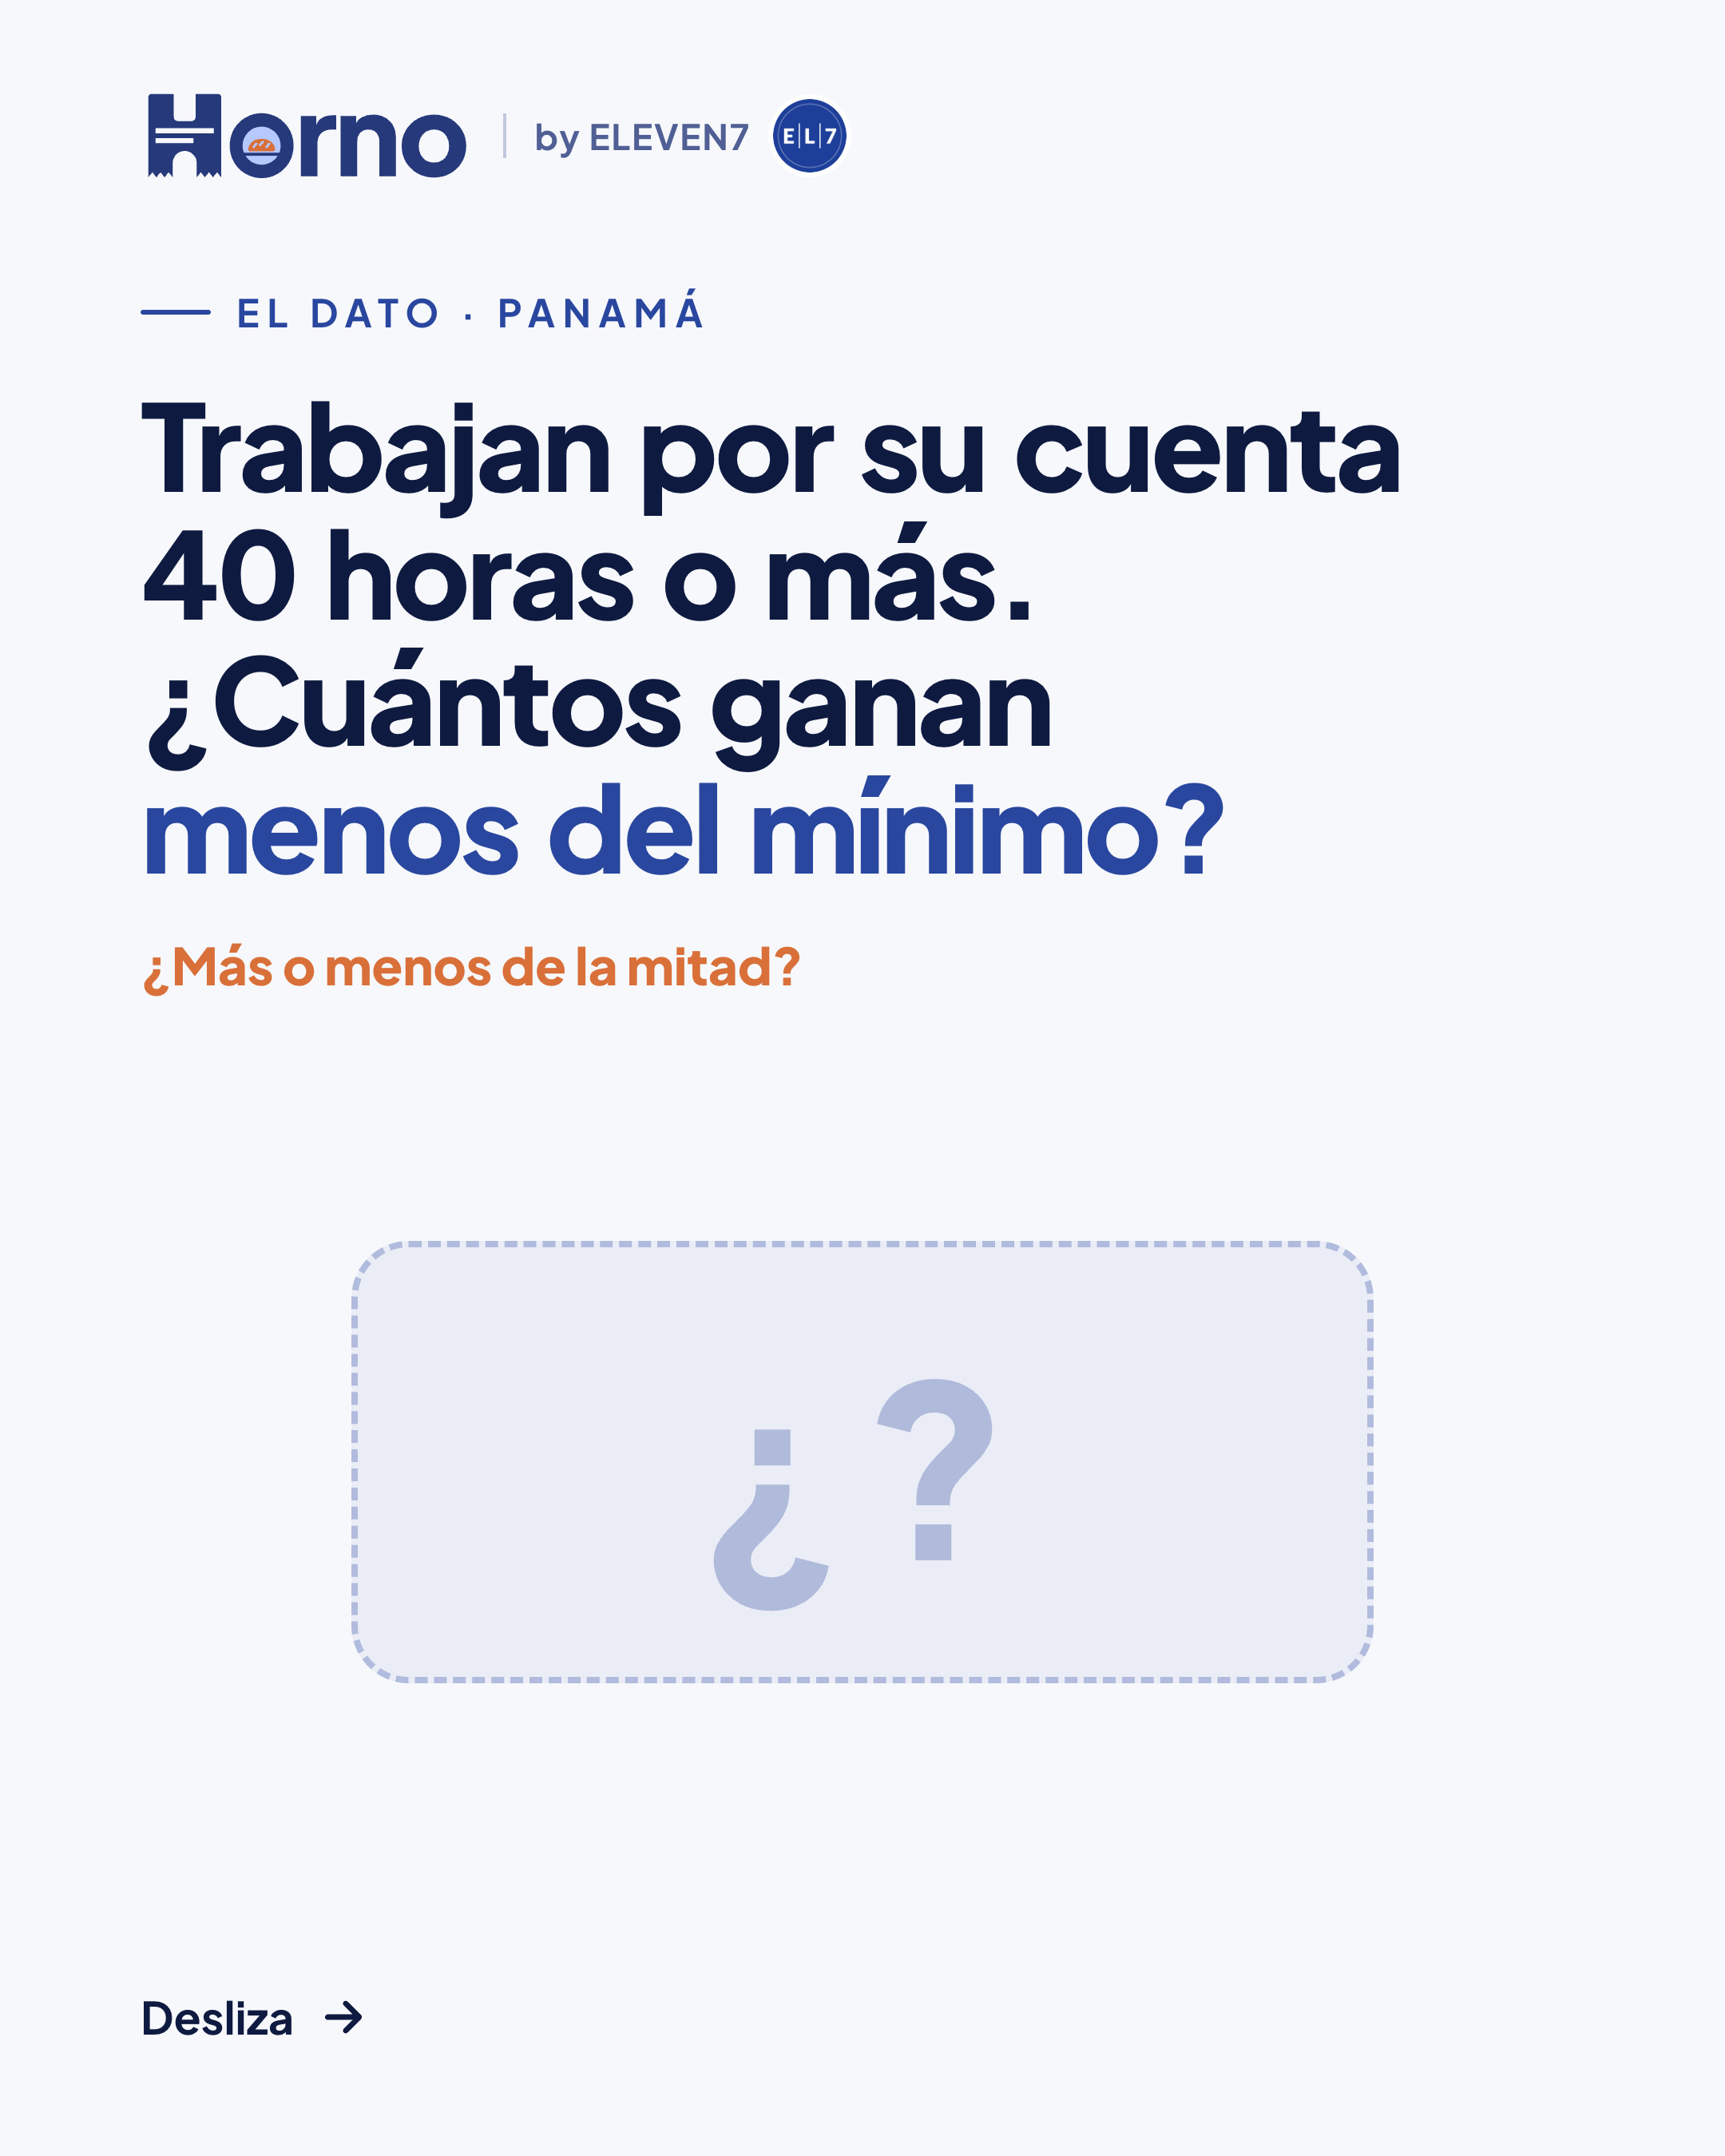 Horno by ELEVEN7 E|L|7
EL DATO · PANAMÁ
Trabajan por su cuenta
40 horas o más.
¿Cuántos ganan
menos del mínimo?
¿Más o menos de la mitad?
¿?
Desliza →